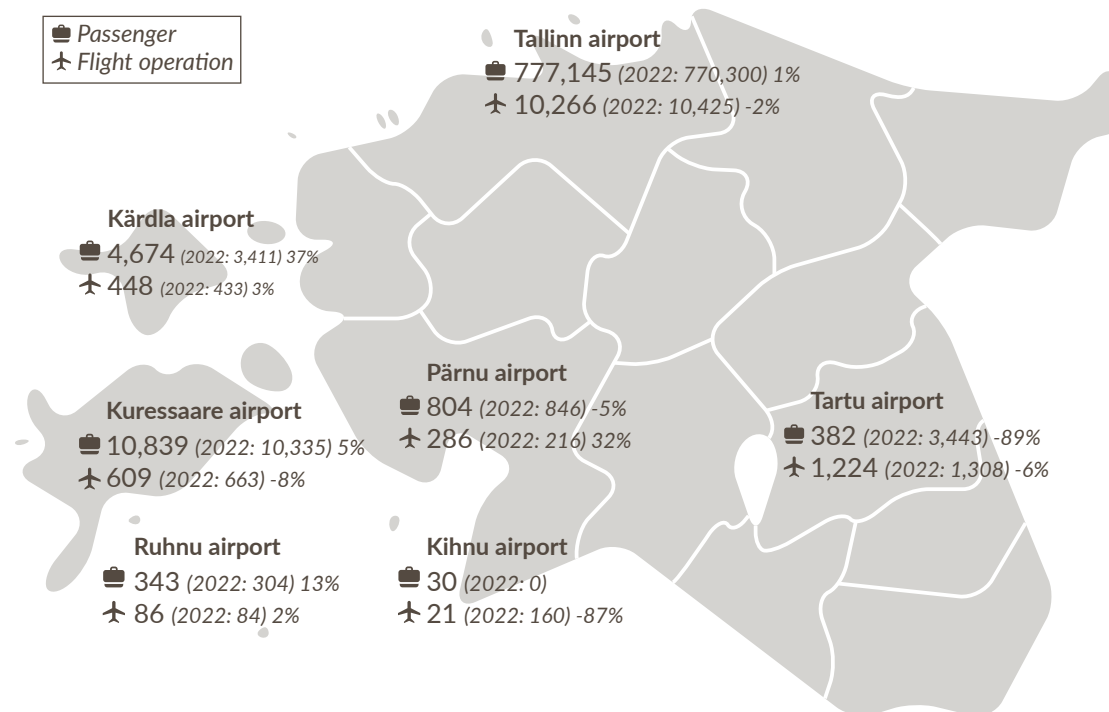 Passenger
Flight operation
Tallinn airport
777,145 (2022: 770,300) 1%
10,266 (2022: 10,425) -2%
Kärdla airport
4,674 (2022: 3,411) 37%
448 (2022: 433) 3%
Pärnu airport
804 (2022: 846) -5%
286 (2022: 216) 32%
Kuressaare airport
10,839 (2022: 10,335) 5%
609 (2022: 663) -8%
Tartu airport
382 (2022: 3,443) -89%
1,224 (2022: 1,308) -6%
Ruhnu airport
343 (2022: 304) 13%
86 (2022: 84) 2%
Kihnu airport
30 (2022: 0)
21 (2022: 160) -87%